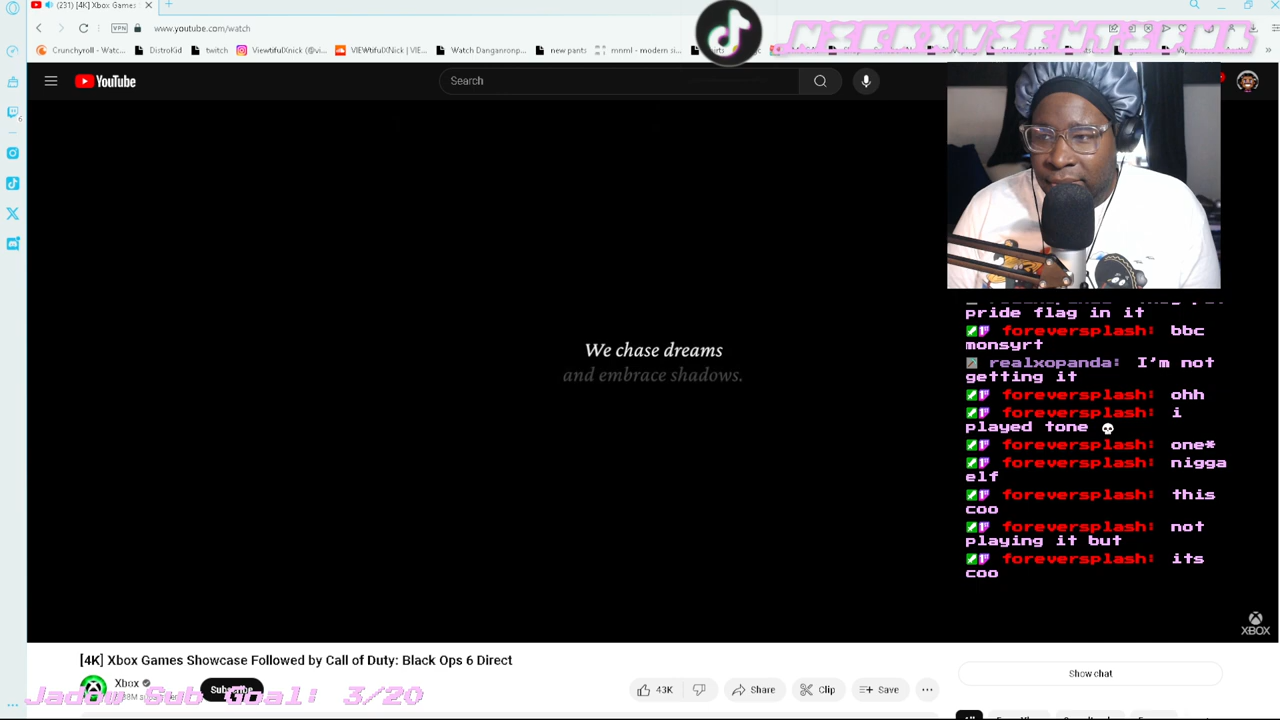 (231) [4K] Xbox Games
VPN
www.youtube.com/watch
Crunchyroll - Watc...
DistroKid
twitch
ViewtifulXnick (@vi...
VIEWtifulXNICK | VIE...
Watch Danganronp...
new pants
mnml - modern si...
YouTube
Search
We chase dreams
and embrace shadows.
pride flag in it
foreversplash: bbc
monsyrt
realxopanda: I'm not
getting it
foreversplash: ohh
foreversplash: i
played tone
foreversplash: one*
foreversplash: nigga
elf
foreversplash: this
coo
foreversplash: not
playing it but
foreversplash: its
coo
XBOX
[4K] Xbox Games Showcase Followed by Call of Duty: Black Ops 6 Direct
Xbox
Subscribe
Sub Goal: 3/20
43K
Share
Clip
Save
Show chat